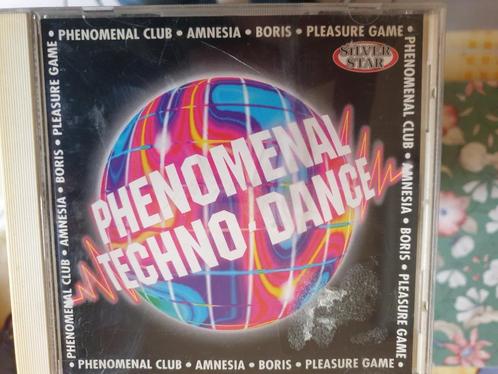 • PHENOMENAL CLUB • AMNESIA • BORIS • PLEASURE GAME •
SILVER
STAR
PHENOMENAL
TECHNO DANCE
PHENOMENAL CLUB • AMNESIA • BORIS • PLEASURE GAME
PHENOMENAL CLUB • AMNESIA • BORIS • PLEASURE GAME
• PHENOMENAL CLUB • AMNESIA • BORIS • PLEASURE GAME •